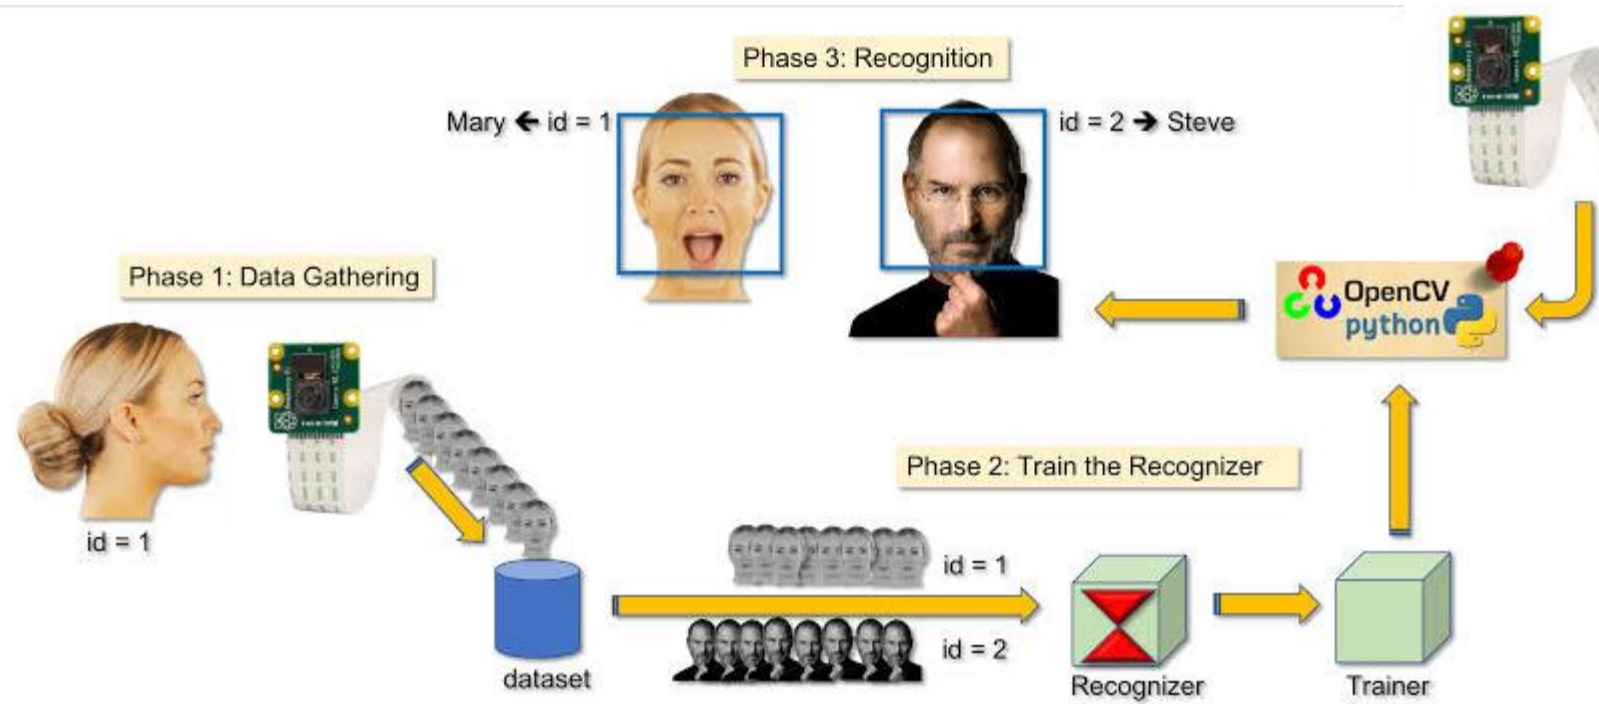 Phase 3: Recognition
Mary 🡸 id = 1
id = 2 🡺 Steve
Phase 1: Data Gathering
OpenCV
python
id = 1
Phase 2: Train the Recognizer
id = 1
id = 2
dataset
Recognizer
Trainer